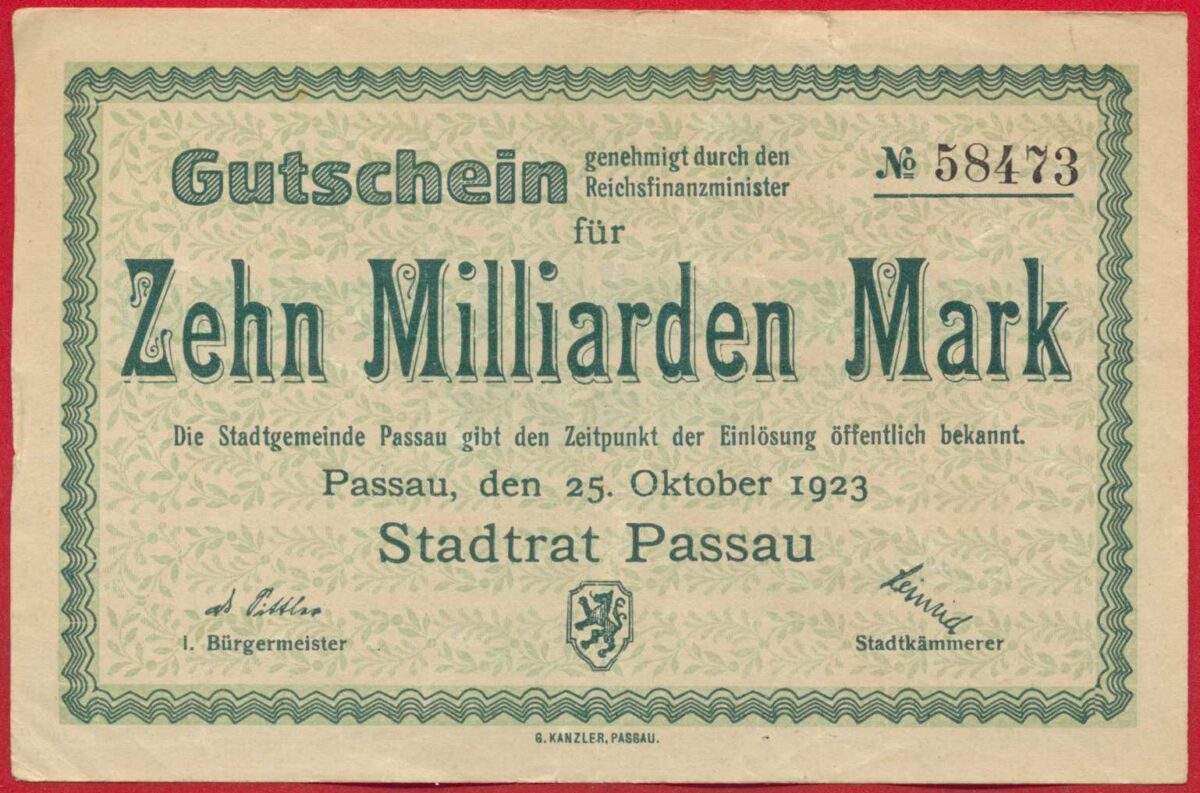 Gutschein genehmigt durch den
Reichsfinanzminister
№ 58473
für
Zehn Milliarden Mark
Die Stadtgemeinde Passau gibt den Zeitpunkt der Einlösung öffentlich bekannt.
Passau, den 25. Oktober 1923
Stadtrat Passau
I. Bürgermeister
Stadtkämmerer
G. KANZLER, PASSAU.